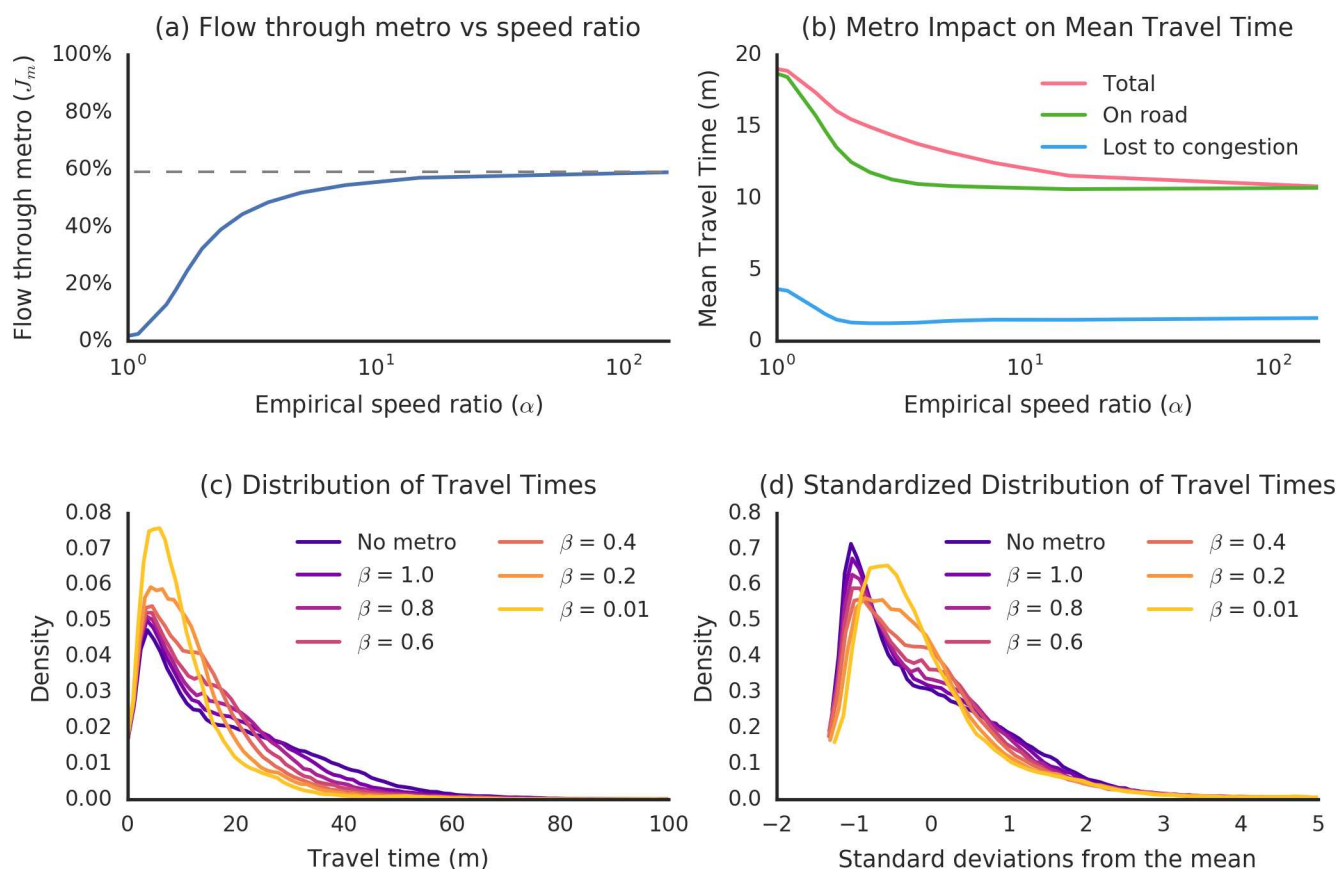 (a) Flow through metro vs speed ratio
100%
80%
60%
40%
20%
0%
Flow through metro (J_m)
10^0
10^1
10^2
Empirical speed ratio (α)
(b) Metro Impact on Mean Travel Time
20
15
10
5
0
Mean Travel Time (m)
Total
On road
Lost to congestion
10^0
10^1
10^2
Empirical speed ratio (α)
(c) Distribution of Travel Times
0.08
0.07
0.06
0.05
0.04
0.03
0.02
0.01
0.00
Density
No metro
β = 1.0
β = 0.8
β = 0.6
β = 0.4
β = 0.2
β = 0.01
0
20
40
60
80
100
Travel time (m)
(d) Standardized Distribution of Travel Times
0.8
0.7
0.6
0.5
0.4
0.3
0.2
0.1
0.0
Density
No metro
β = 1.0
β = 0.8
β = 0.6
β = 0.4
β = 0.2
β = 0.01
−2
−1
0
1
2
3
4
5
Standard deviations from the mean